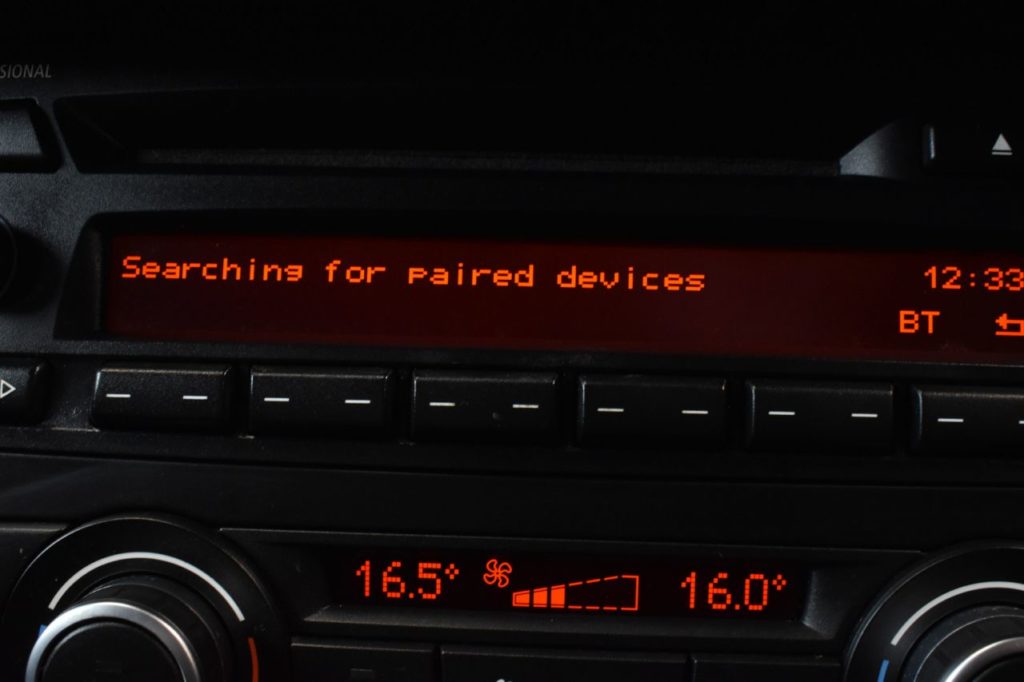 SIONAL
Searching for paired devices 12:33
BT
16.5° 16.0°